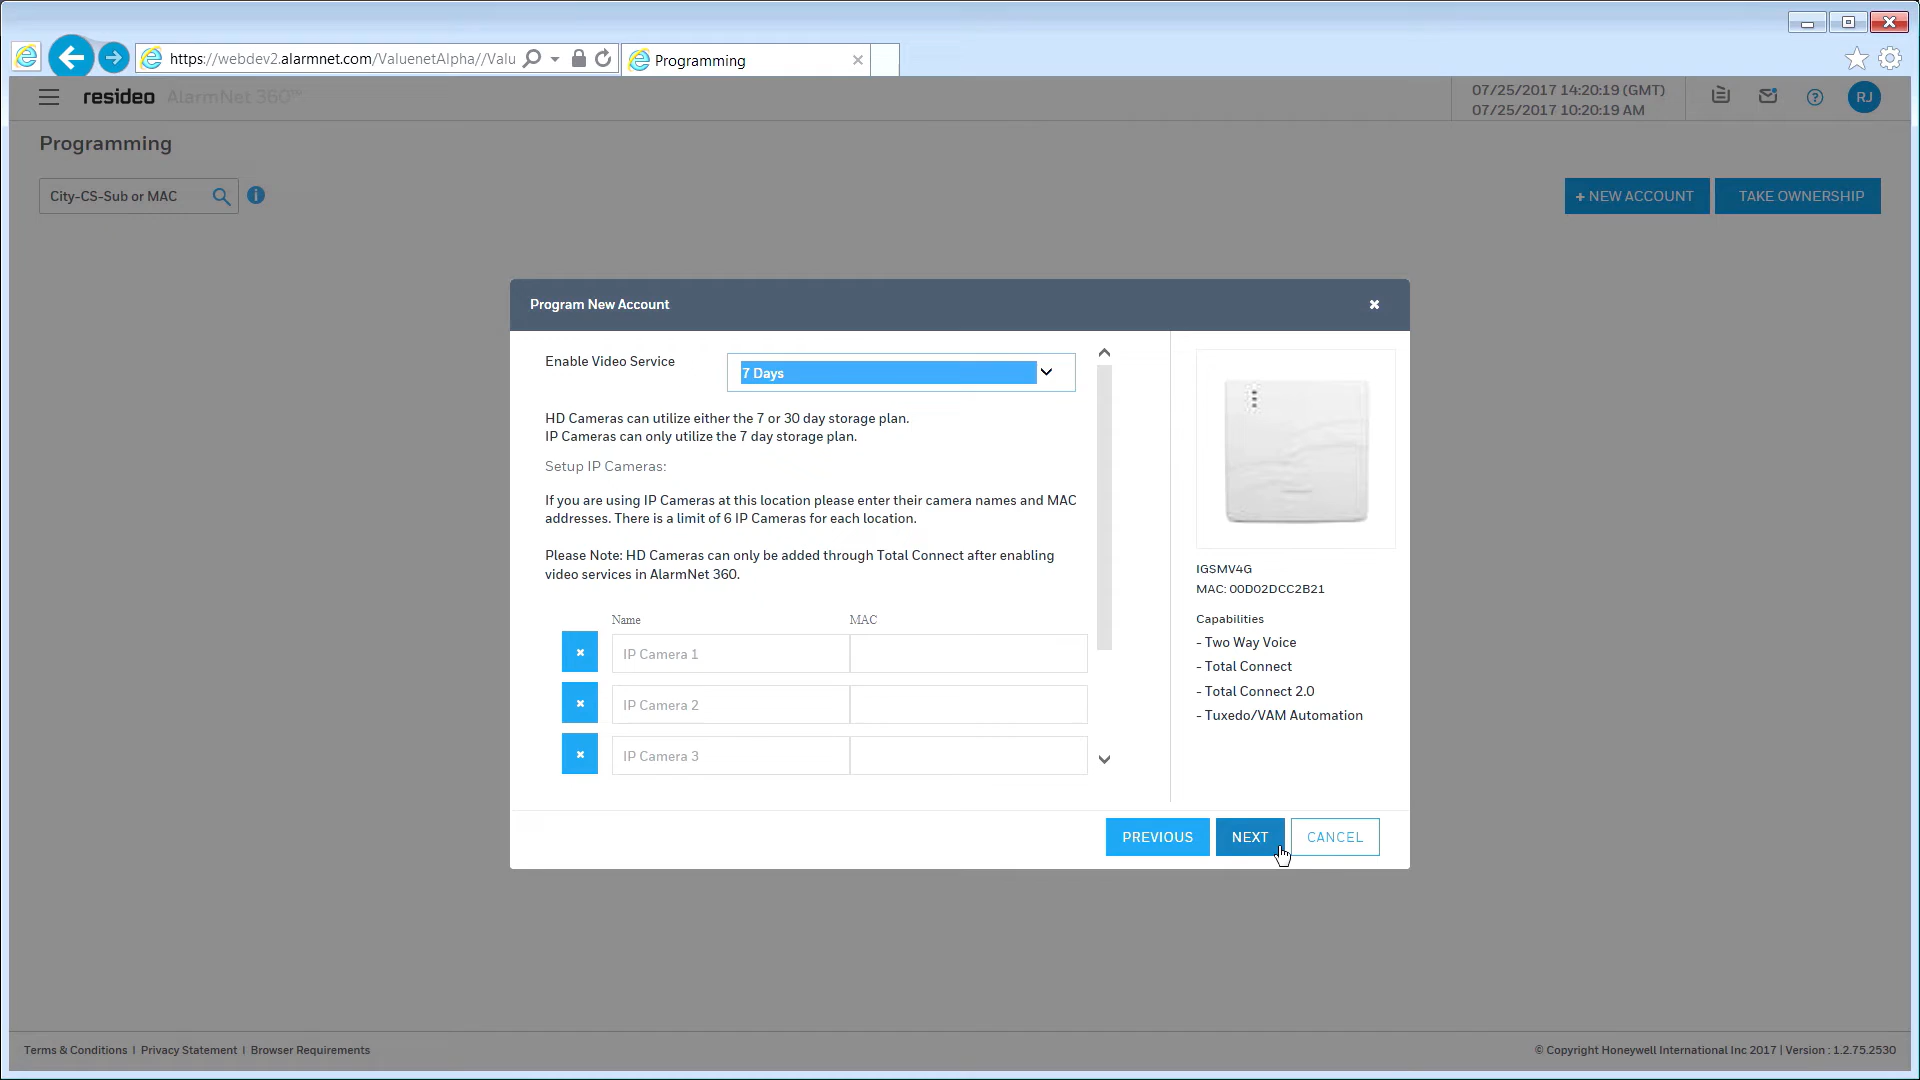 https://webdev2.alarmnet.com/ValuenetAlpha//Valu
Programming
resideo AlarmNet 360™
07/25/2017 14:20:19 (GMT)
07/25/2017 10:20:19 AM
RJ
Programming
City-CS-Sub or MAC
+ NEW ACCOUNT
TAKE OWNERSHIP
Program New Account
Enable Video Service
7 Days
HD Cameras can utilize either the 7 or 30 day storage plan.
IP Cameras can only utilize the 7 day storage plan.
Setup IP Cameras:
If you are using IP Cameras at this location please enter their camera names and MAC
addresses. There is a limit of 6 IP Cameras for each location.
Please Note: HD Cameras can only be added through Total Connect after enabling
video services in AlarmNet 360.
Name MAC
IP Camera 1
IP Camera 2
IP Camera 3
IGSMV4G
MAC: 00D02DCC2B21
Capabilities
- Two Way Voice
- Total Connect
- Total Connect 2.0
- Tuxedo/VAM Automation
PREVIOUS
NEXT
CANCEL
Terms & Conditions | Privacy Statement | Browser Requirements
© Copyright Honeywell International Inc 2017 | Version : 1.2.75.2530